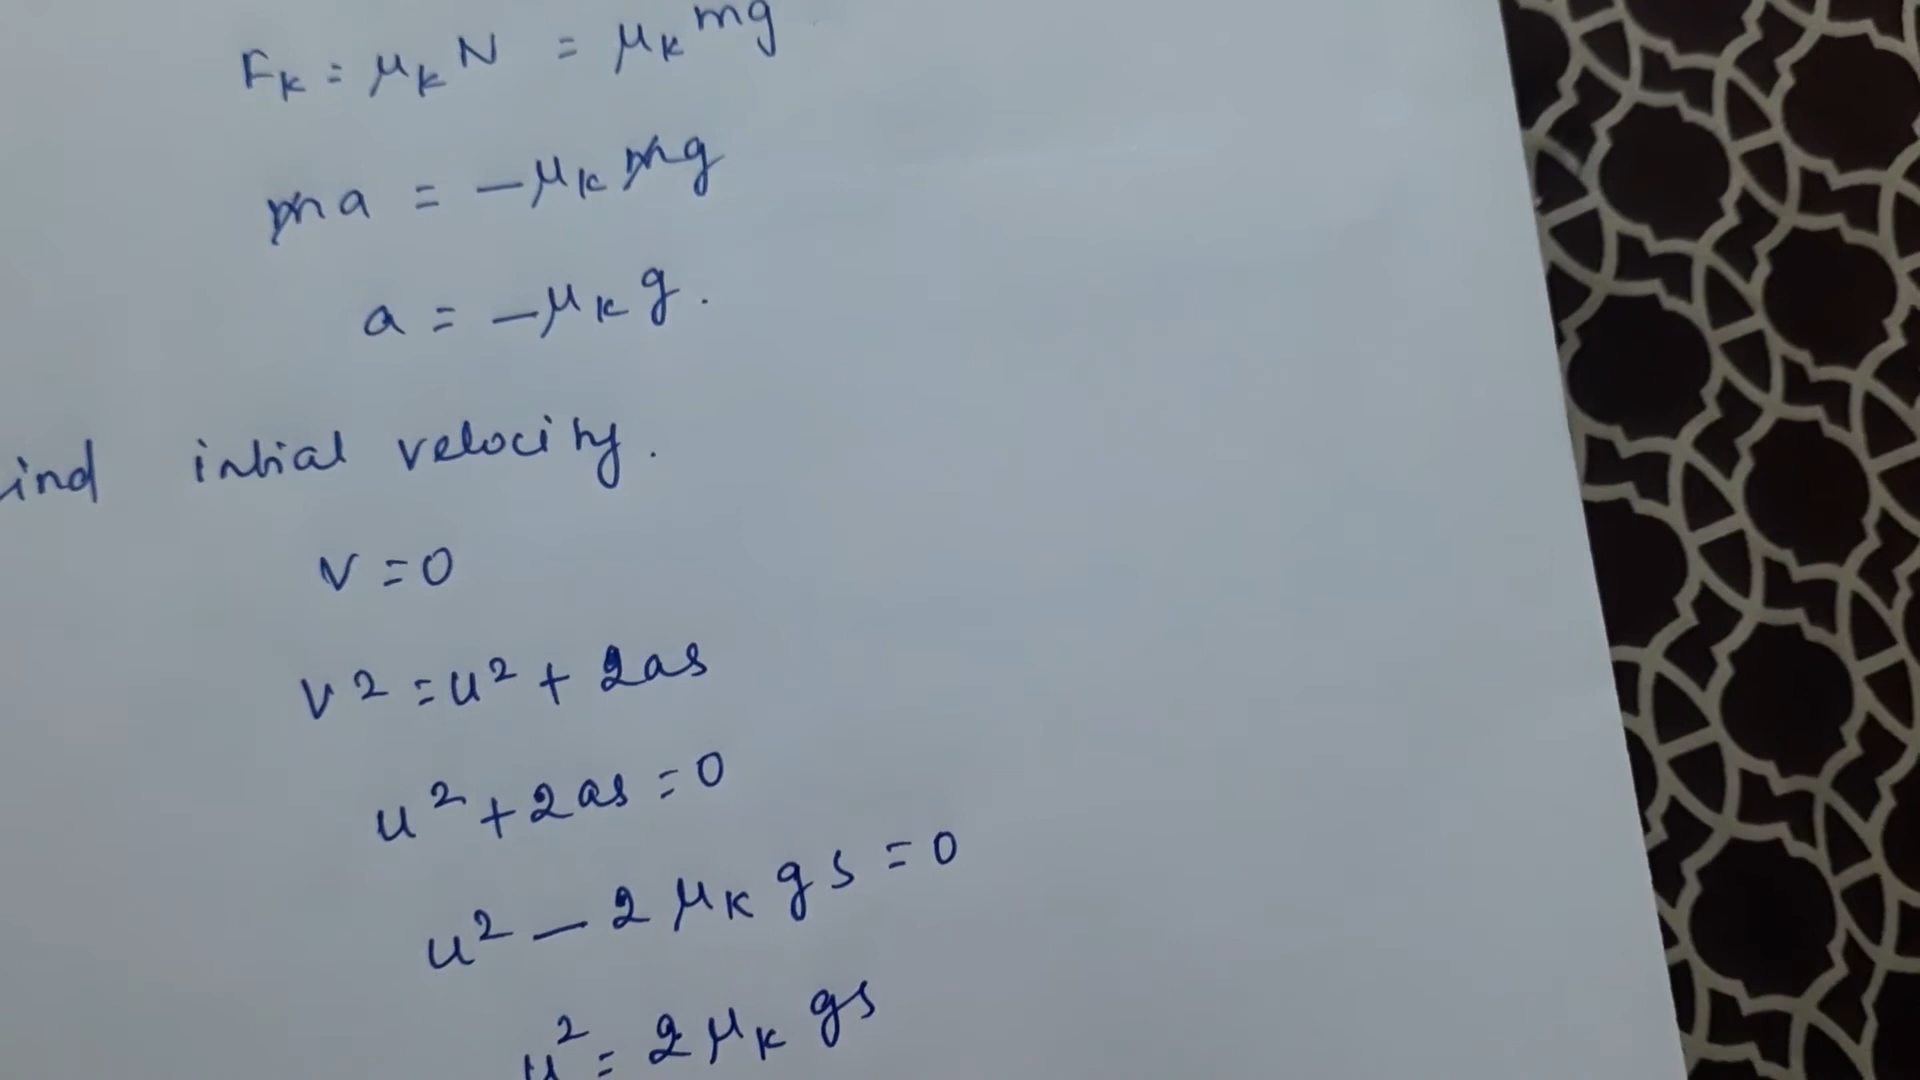 Fk = μk N = μk mg
ma = -μk mg
a = -μk g.
ind intial velocity.
v = 0
v² = u² + 2as
u² + 2as = 0
u² - 2 μk gs = 0
u² = 2 μk gs